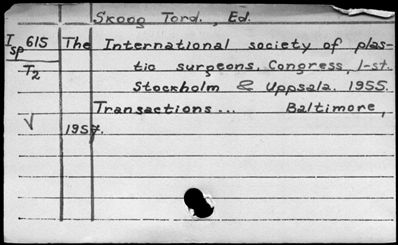 Skoog Tord., Ed.
I 615 The International society of plas-
sp
T2 tic surgeons. Congress, 1-st.
Stockholm & Uppsala. 1955.
Transactions... Baltimore,
√ 1957.